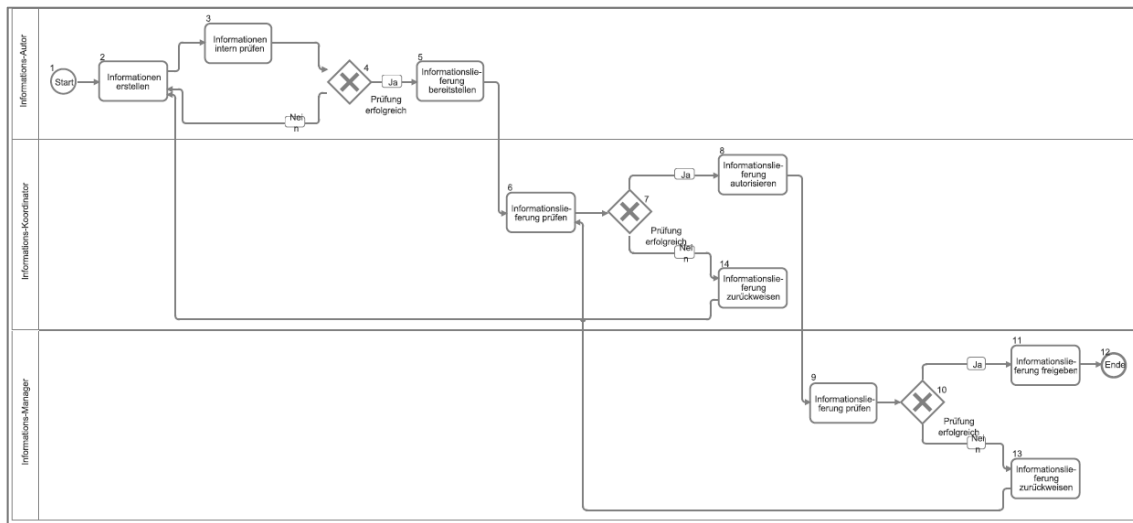 Informations-Autor
1
Start
2
Informationen
erstellen
3
Informationen
intern prüfen
4
Ja
Prüfung
erfolgreich
Nei
n
5
Informationslie-
ferung
bereitstellen
Informations-Koordinator
6
Informationslie-
ferung prüfen
7
Ja
Prüfung
erfolgreich
Nei
n
8
Informationslie-
ferung
autorisieren
14
Informationslie-
ferung
zurückweisen
Informations-Manager
9
Informationslie-
ferung prüfen
10
Ja
Prüfung
erfolgreich
Nei
n
11
Informationslie-
ferung freigeben
12
Ende
13
Informationslie-
ferung
zurückweisen